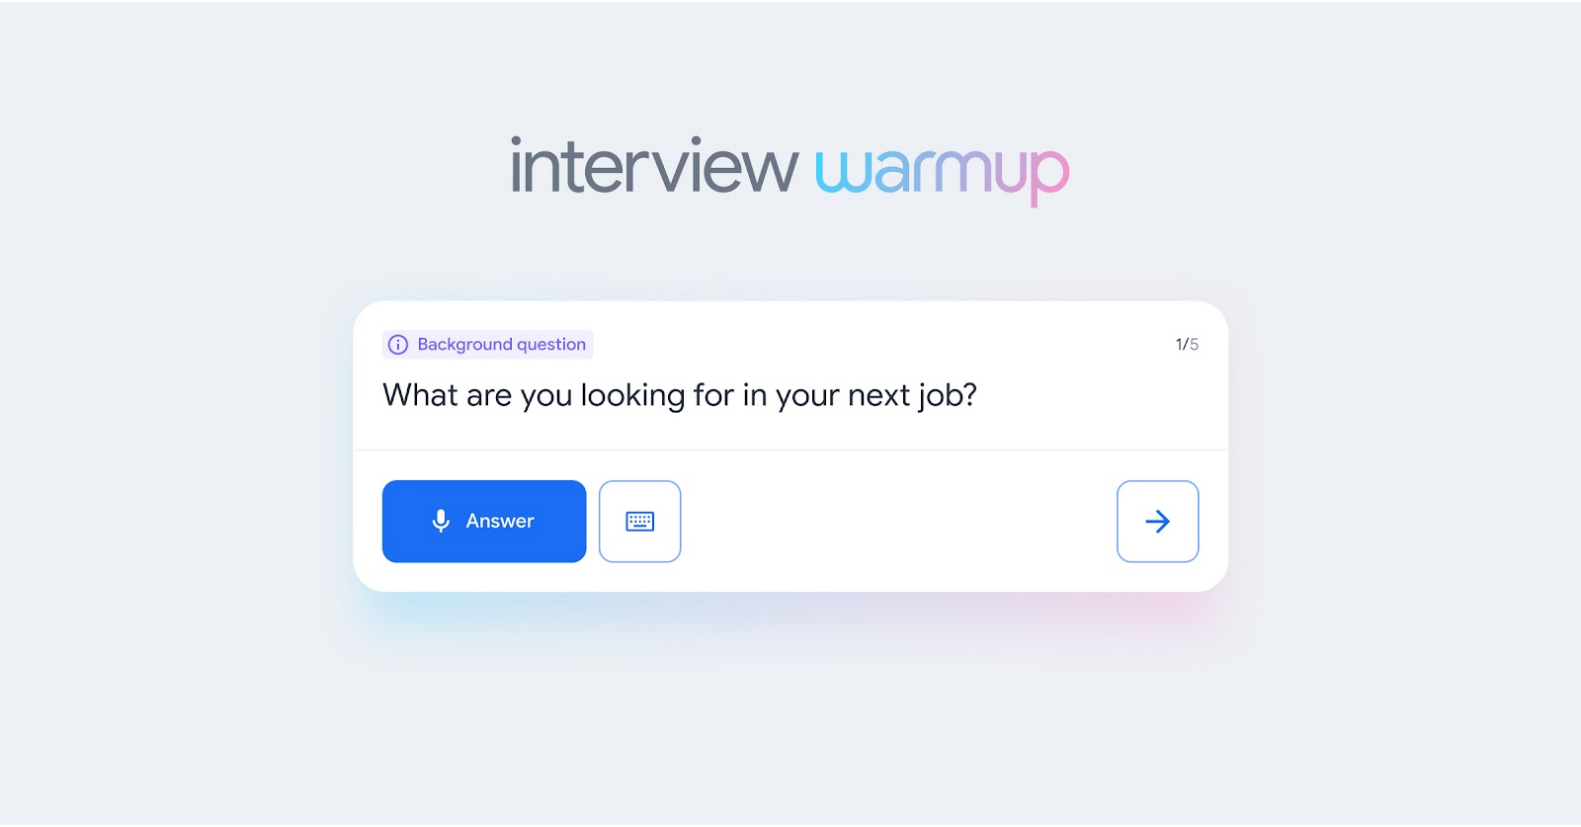 interview warmup
Background question
1/5
What are you looking for in your next job?
Answer